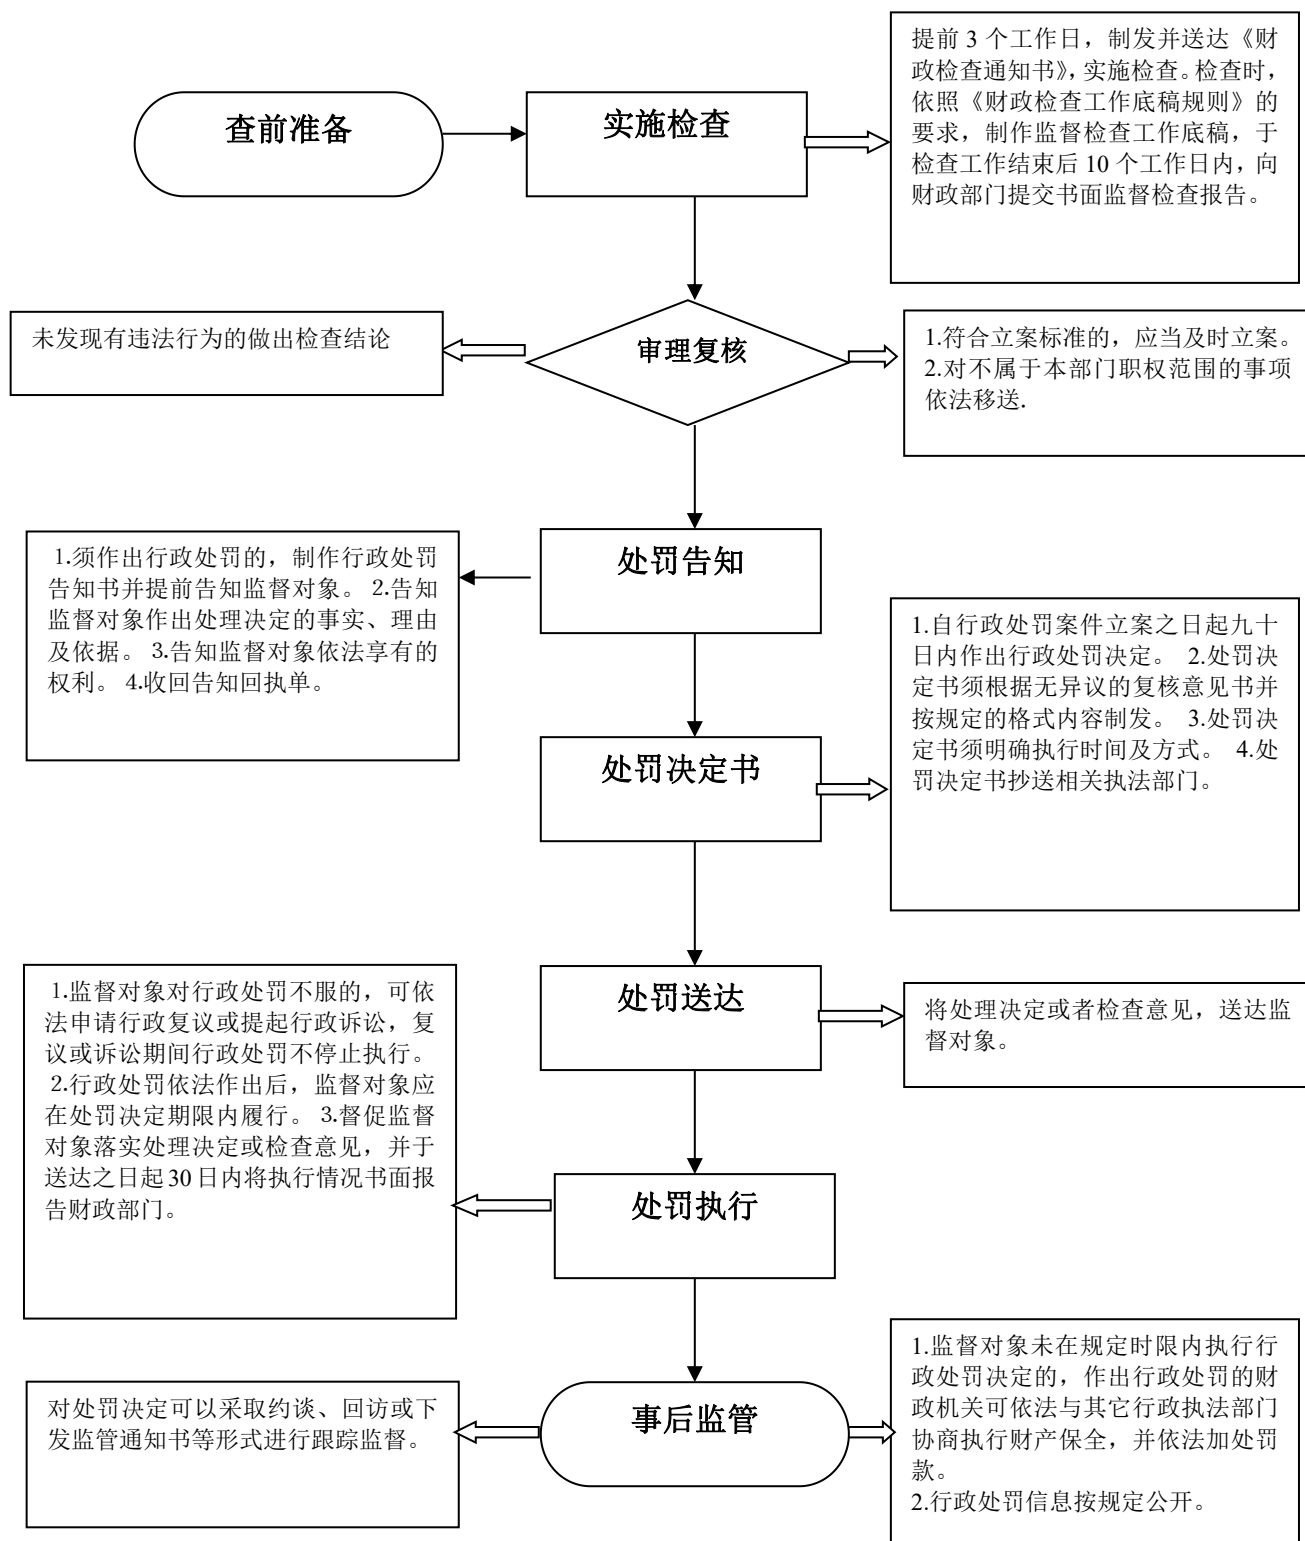 查前准备
实施检查
提前 3 个工作日，制发并送达《财
政检查通知书》，实施检查。检查时，
依照《财政检查工作底稿规则》的
要求，制作监督检查工作底稿，于
检查工作结束后 10 个工作日内，向
财政部门提交书面监督检查报告。
未发现有违法行为的做出检查结论
审理复核
1.符合立案标准的，应当及时立案。
2.对不属于本部门职权范围的事项
依法移送.
处罚告知
1.须作出行政处罚的，制作行政处罚
告知书并提前告知监督对象。 2.告知
监督对象作出处理决定的事实、理由
及依据。 3.告知监督对象依法享有的
权利。 4.收回告知回执单。
处罚决定书
1.自行政处罚案件立案之日起九十
日内作出行政处罚决定。 2.处罚决
定书须根据无异议的复核意见书并
按规定的格式内容制发。 3.处罚决
定书须明确执行时间及方式。 4.处
罚决定书抄送相关执法部门。
处罚送达
将处理决定或者检查意见，送达监
督对象。
1.监督对象对行政处罚不服的，可依
法申请行政复议或提起行政诉讼，复
议或诉讼期间行政处罚不停止执行。
2.行政处罚依法作出后，监督对象应
在处罚决定期限内履行。 3.督促监督
对象落实处理决定或检查意见，并于
送达之日起 30 日内将执行情况书面报
告财政部门。
处罚执行
事后监管
对处罚决定可以采取约谈、回访或下
发监管通知书等形式进行跟踪监督。
1.监督对象未在规定时限内执行行
政处罚决定的，作出行政处罚的财
政机关可依法与其它行政执法部门
协商执行财产保全，并依法加处罚
款。
2.行政处罚信息按规定公开。